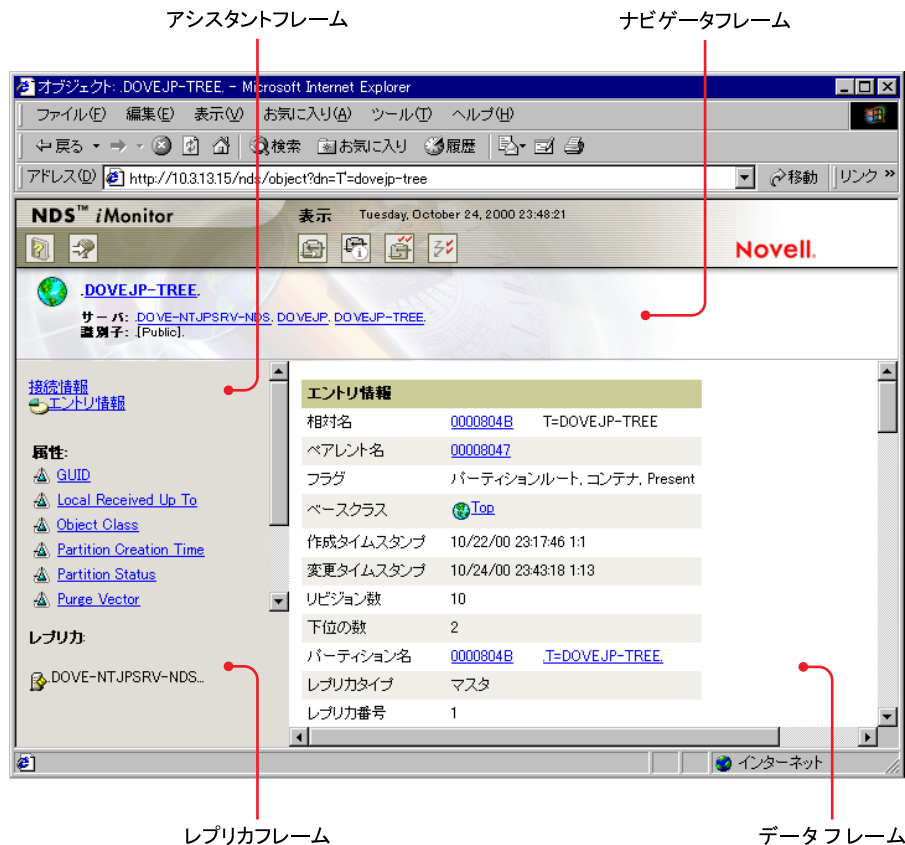 アシスタントフレーム
ナビゲータフレーム
オブジェクト: .DOVEJP-TREE. - Microsoft Internet Explorer
ファイル(F) 編集(E) 表示(V) お気に入り(A) ツール(T) ヘルプ(H)
戻る 検索 お気に入り 履歴
アドレス(D) http://10.3.13.15/nds/object?dn=T=dovejp-tree 移動 リンク »
NDS™ iMonitor 表示 Tuesday, October 24, 2000 23:48:21
Novell.
.DOVEJP-TREE.
サーバ: .DOVE-NTJPSRV-NDS. DOVEJP. DOVEJP-TREE.
識別子: .[Public].
接続情報
エントリ情報
属性:
GUID
Local Received Up To
Object Class
Partition Creation Time
Partition Status
Purge Vector
レプリカ:
DOVE-NTJPSRV-NDS...
エントリ情報
相対名 0000804B T=DOVEJP-TREE
ペアレント名 00008047
フラグ パーティションルート, コンテナ, Present
ベースクラス Top
作成タイムスタンプ 10/22/00 23:17:46 1:1
変更タイムスタンプ 10/24/00 23:43:18 1:13
リビジョン数 10
下位の数 2
パーティション名 0000804B .T=DOVEJP-TREE.
レプリカタイプ マスタ
レプリカ番号 1
インターネット
レプリカフレーム
データ フレーム